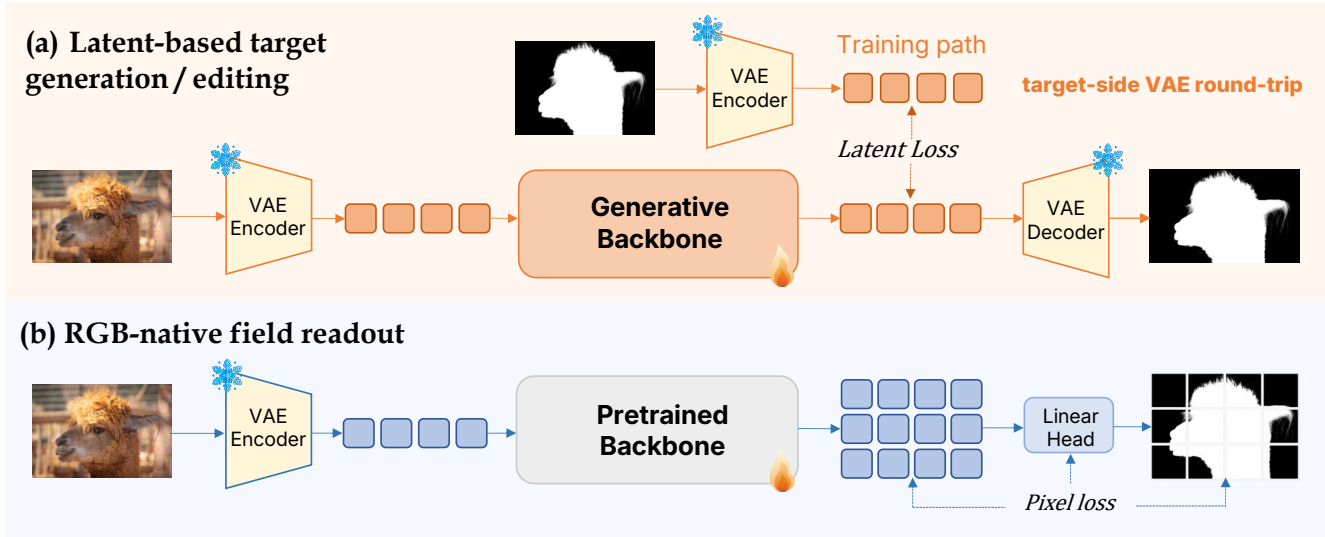 (a) Latent-based target
generation / editing
VAE
Encoder
Training path
target-side VAE round-trip
Latent Loss
VAE
Encoder
Generative
Backbone
VAE
Decoder
(b) RGB-native field readout
VAE
Encoder
Pretrained
Backbone
Linear
Head
Pixel loss